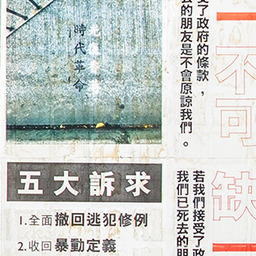 不可缺
了政府的條款，
的朋友是不會原諒我們。
時代革命
若我們接受了政
我們已死去的朋
五大訴求
1.全面撤回逃犯修例
2.收回暴動定義